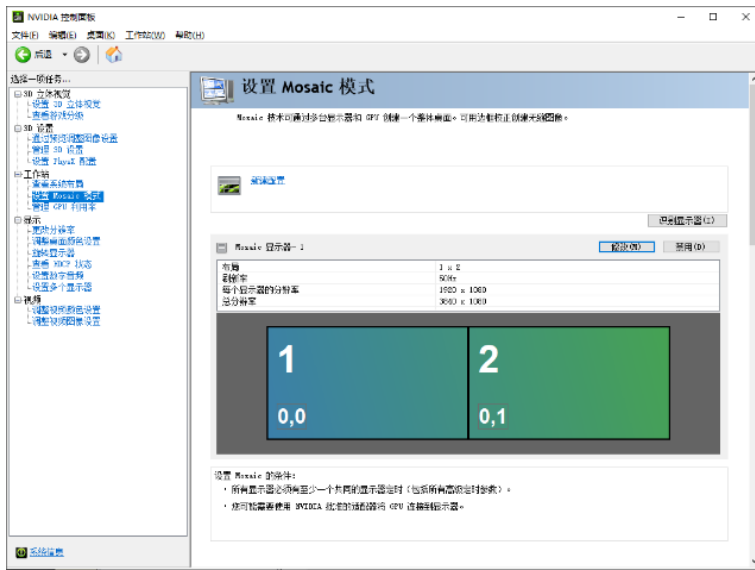 NVIDIA 控制面板
文件(F) 编辑(E) 桌面(K) 工作站(W) 帮助(H)
后退
选择一项任务...
3D 立体视觉
设置 3D 立体视觉
查看游戏分级
3D 设置
通过预览调整图像设置
管理 3D 设置
设置 PhysX 配置
工作站
查看系统布局
设置 Mosaic 模式
管理 GPU 利用率
显示
更改分辨率
调整桌面颜色设置
旋转显示器
查看 HDCP 状态
设置数字音频
设置多个显示器
视频
调整视频颜色设置
调整视频图像设置
系统信息
设置 Mosaic 模式
Mosaic 技术可通过多台显示器和 GPU 创建一个整体桌面。可用边框校正创建无缝图像。
新建配置
识别显示器(I)
Mosaic 显示器- 1
修改(M) 禁用(D)
布局 1 x 2
刷新率 60Hz
每个显示器的分辩率 1920 x 1080
总分辩率 3840 x 1080
1 2
0,0 0,1
设置 Mosaic 的条件:
· 所有显示器必须有至少一个共同的显示器定时(包括所有高级定时参数)。
· 您可能需要使用 NVIDIA 批准的适配器将 GPU 连接到显示器。